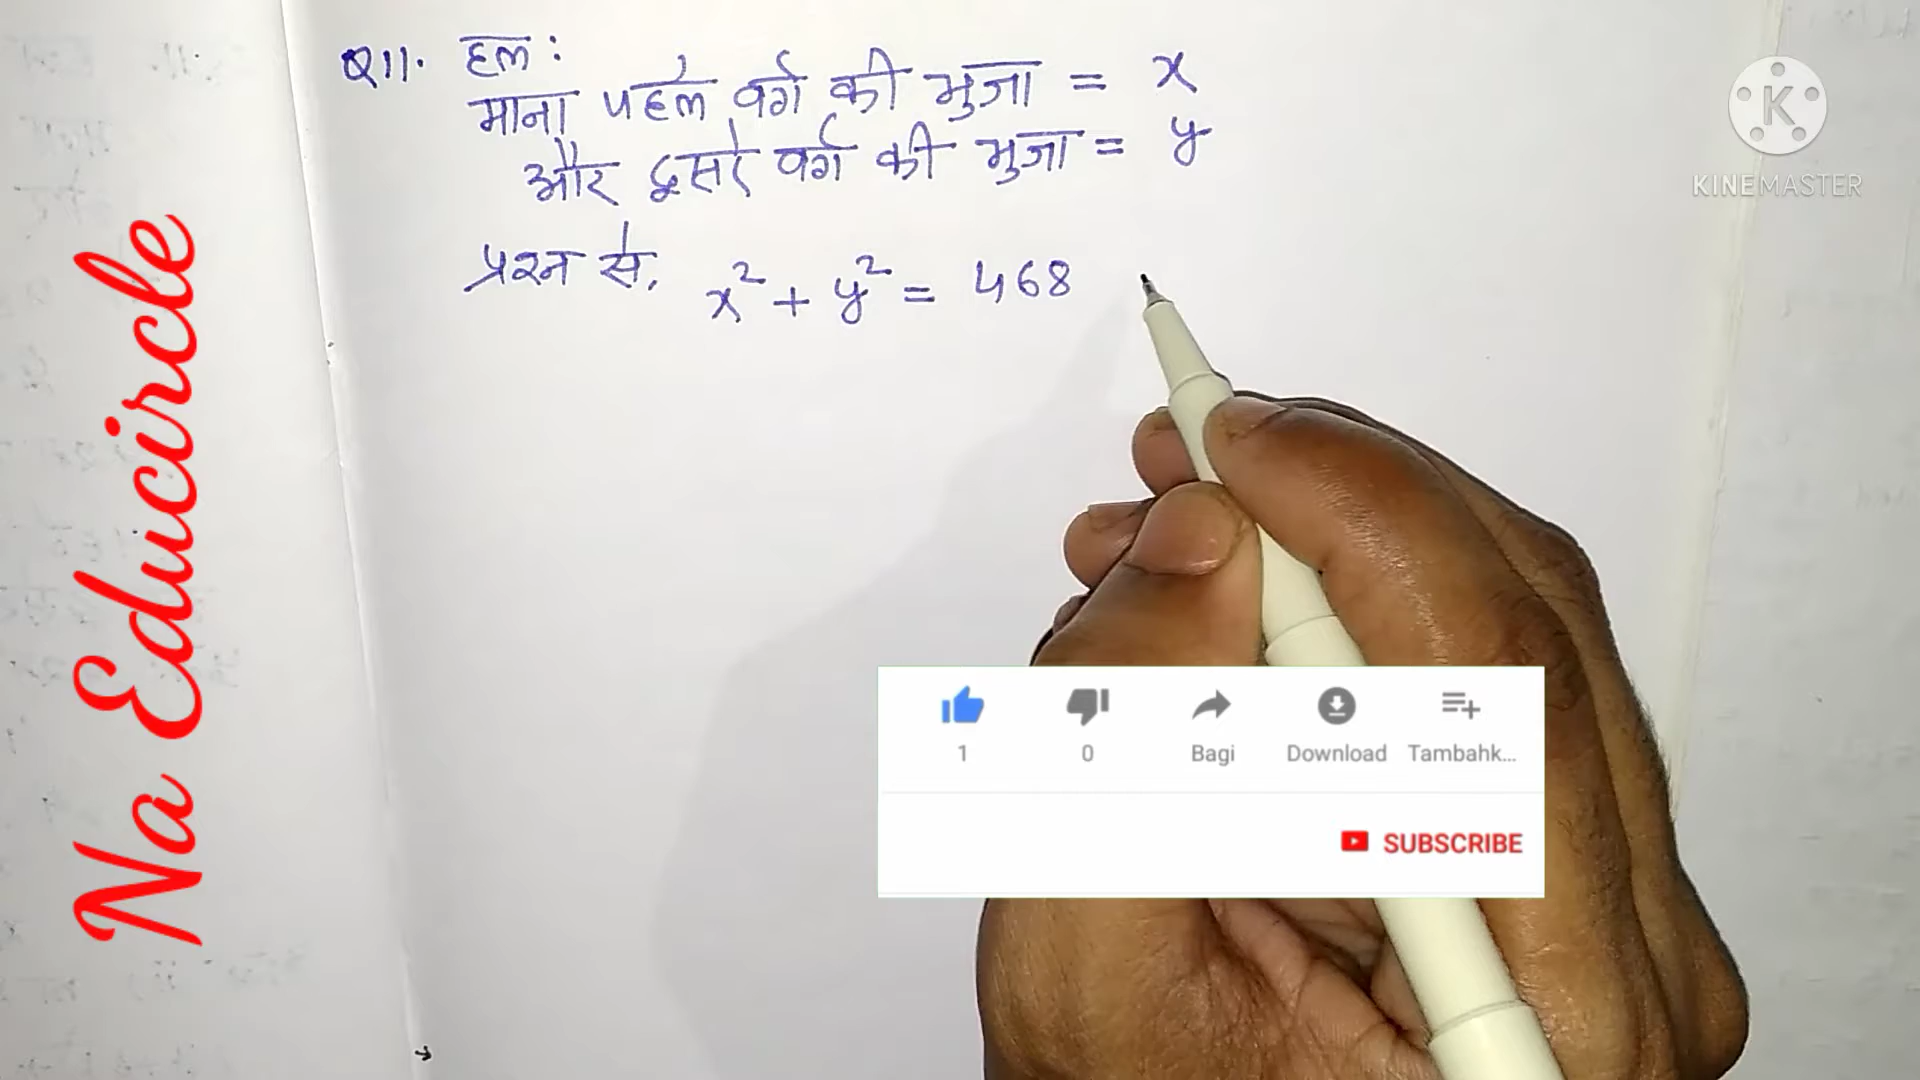 Q11. हल :
माना पहले वर्ग की भुजा = x
और दुसरे वर्ग की भुजा = y
प्रश्न से, x² + y² = 468
Na Educircle
K
KINEMASTER
1 0 Bagi Download Tambahk...
SUBSCRIBE